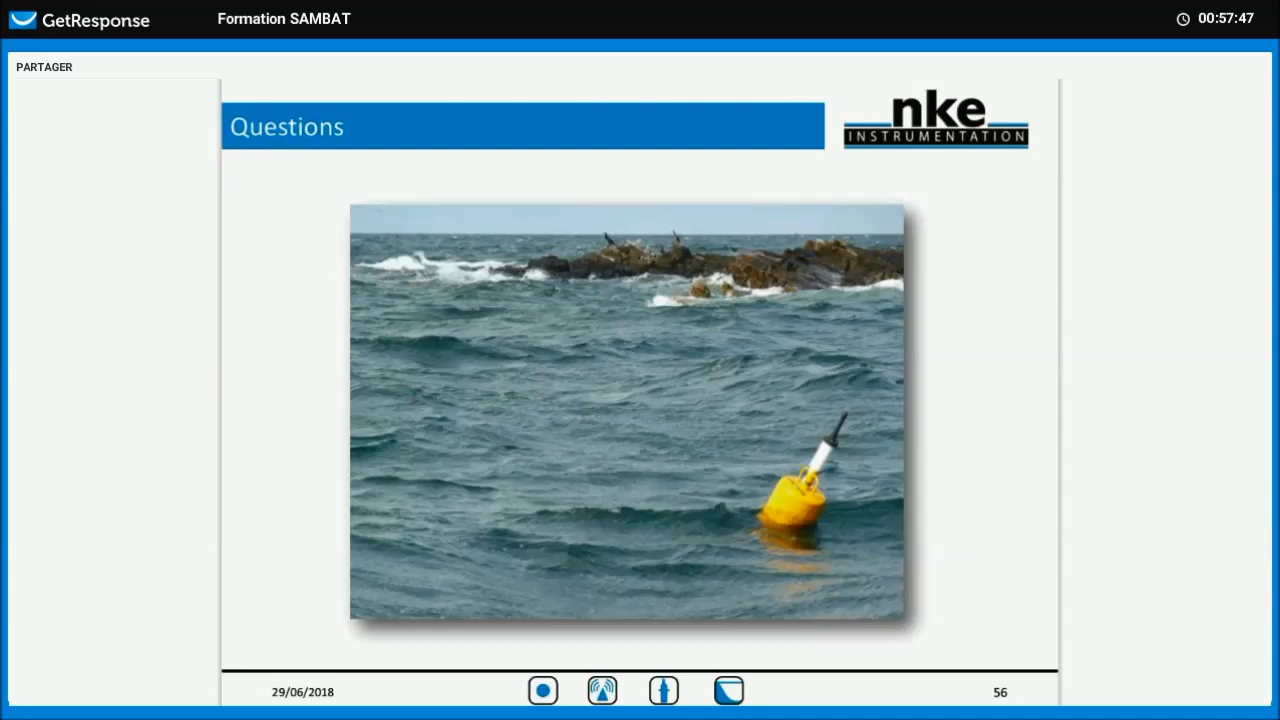 GetResponse
Formation SAMBAT
00:57:47
PARTAGER
Questions
nke
INSTRUMENTATION
29/06/2018
56